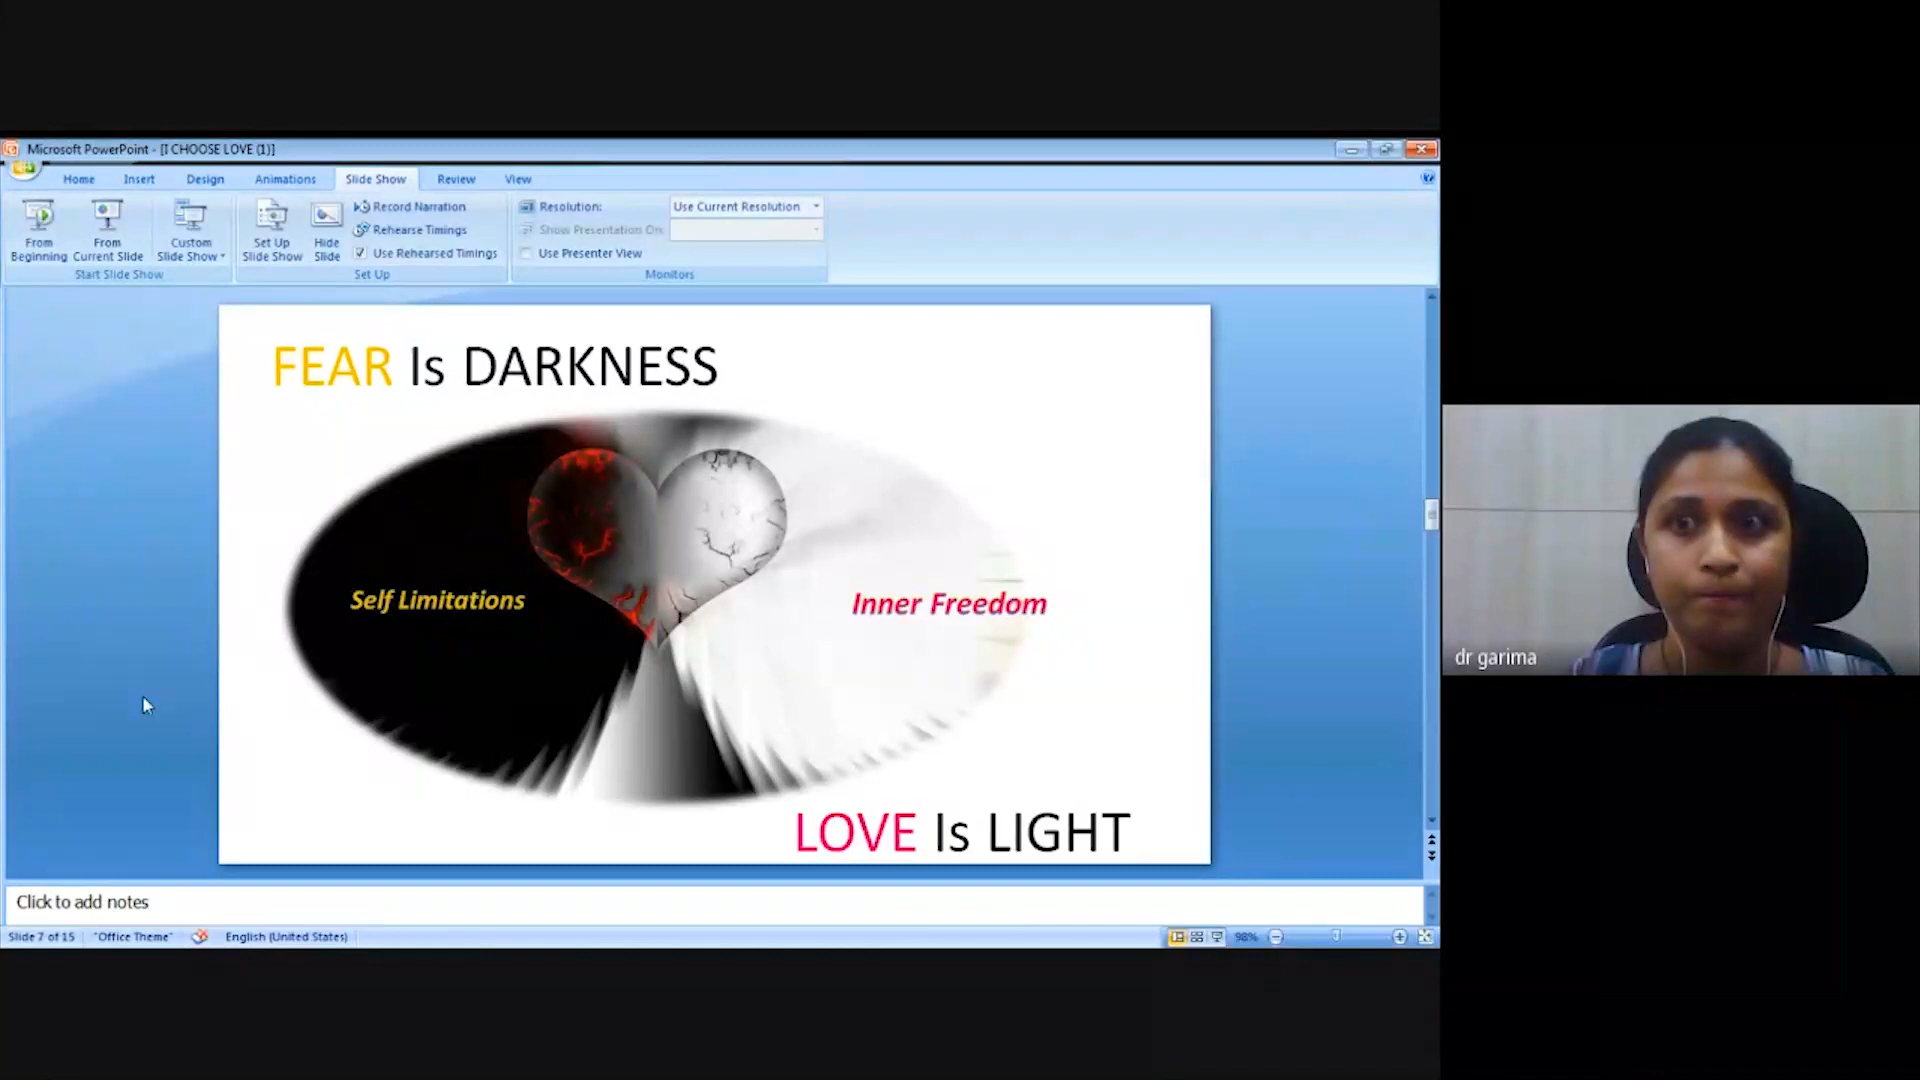 Microsoft PowerPoint - [I CHOOSE LOVE (1)]
Home Insert Design Animations Slide Show Review View
From Beginning
From Current Slide
Custom Slide Show
Start Slide Show
Set Up Slide Show
Hide Slide
Record Narration
Rehearse Timings
Use Rehearsed Timings
Set Up
Resolution: Use Current Resolution
Show Presentation On:
Use Presenter View
Monitors
FEAR Is DARKNESS
Self Limitations
Inner Freedom
LOVE Is LIGHT
dr garima
Click to add notes
Slide 7 of 15 "Office Theme" English (United States) 98%